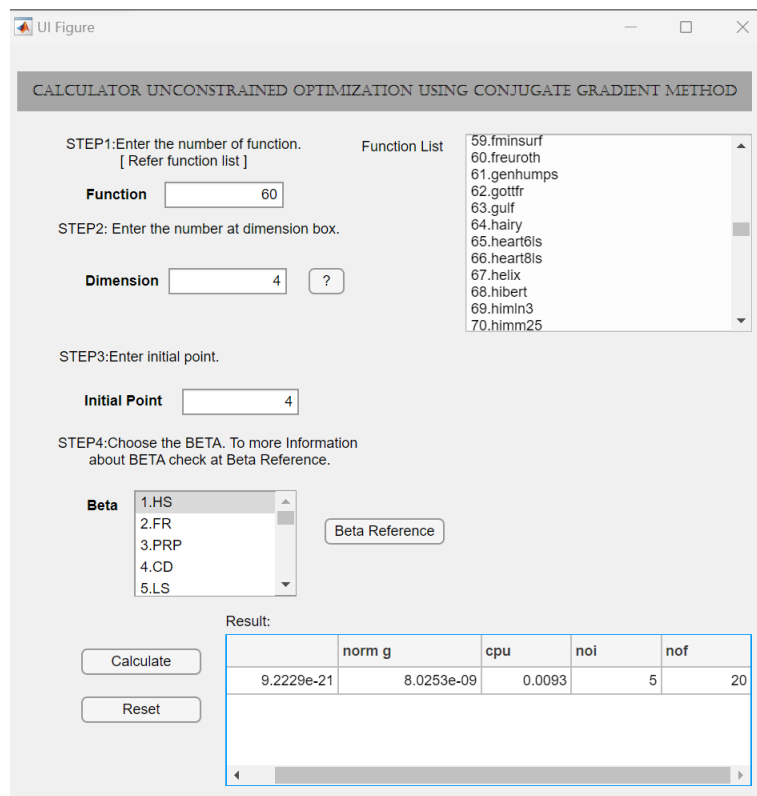 UI Figure
CALCULATOR UNCONSTRAINED OPTIMIZATION USING CONJUGATE GRADIENT METHOD
STEP1:Enter the number of function.
[ Refer function list ]
Function 60
Function List
59.fminsurf
60.freuroth
61.genhumps
62.gottfr
63.gulf
64.hairy
65.heart6ls
66.heart8ls
67.helix
68.hibert
69.himln3
70.himm25
STEP2: Enter the number at dimension box.
Dimension 4 ?
STEP3:Enter initial point.
Initial Point 4
STEP4:Choose the BETA. To more Information
about BETA check at Beta Reference.
Beta
1.HS
2.FR
3.PRP
4.CD
5.LS
Beta Reference
Calculate
Reset
Result:
norm g cpu noi nof
9.2229e-21 8.0253e-09 0.0093 5 20